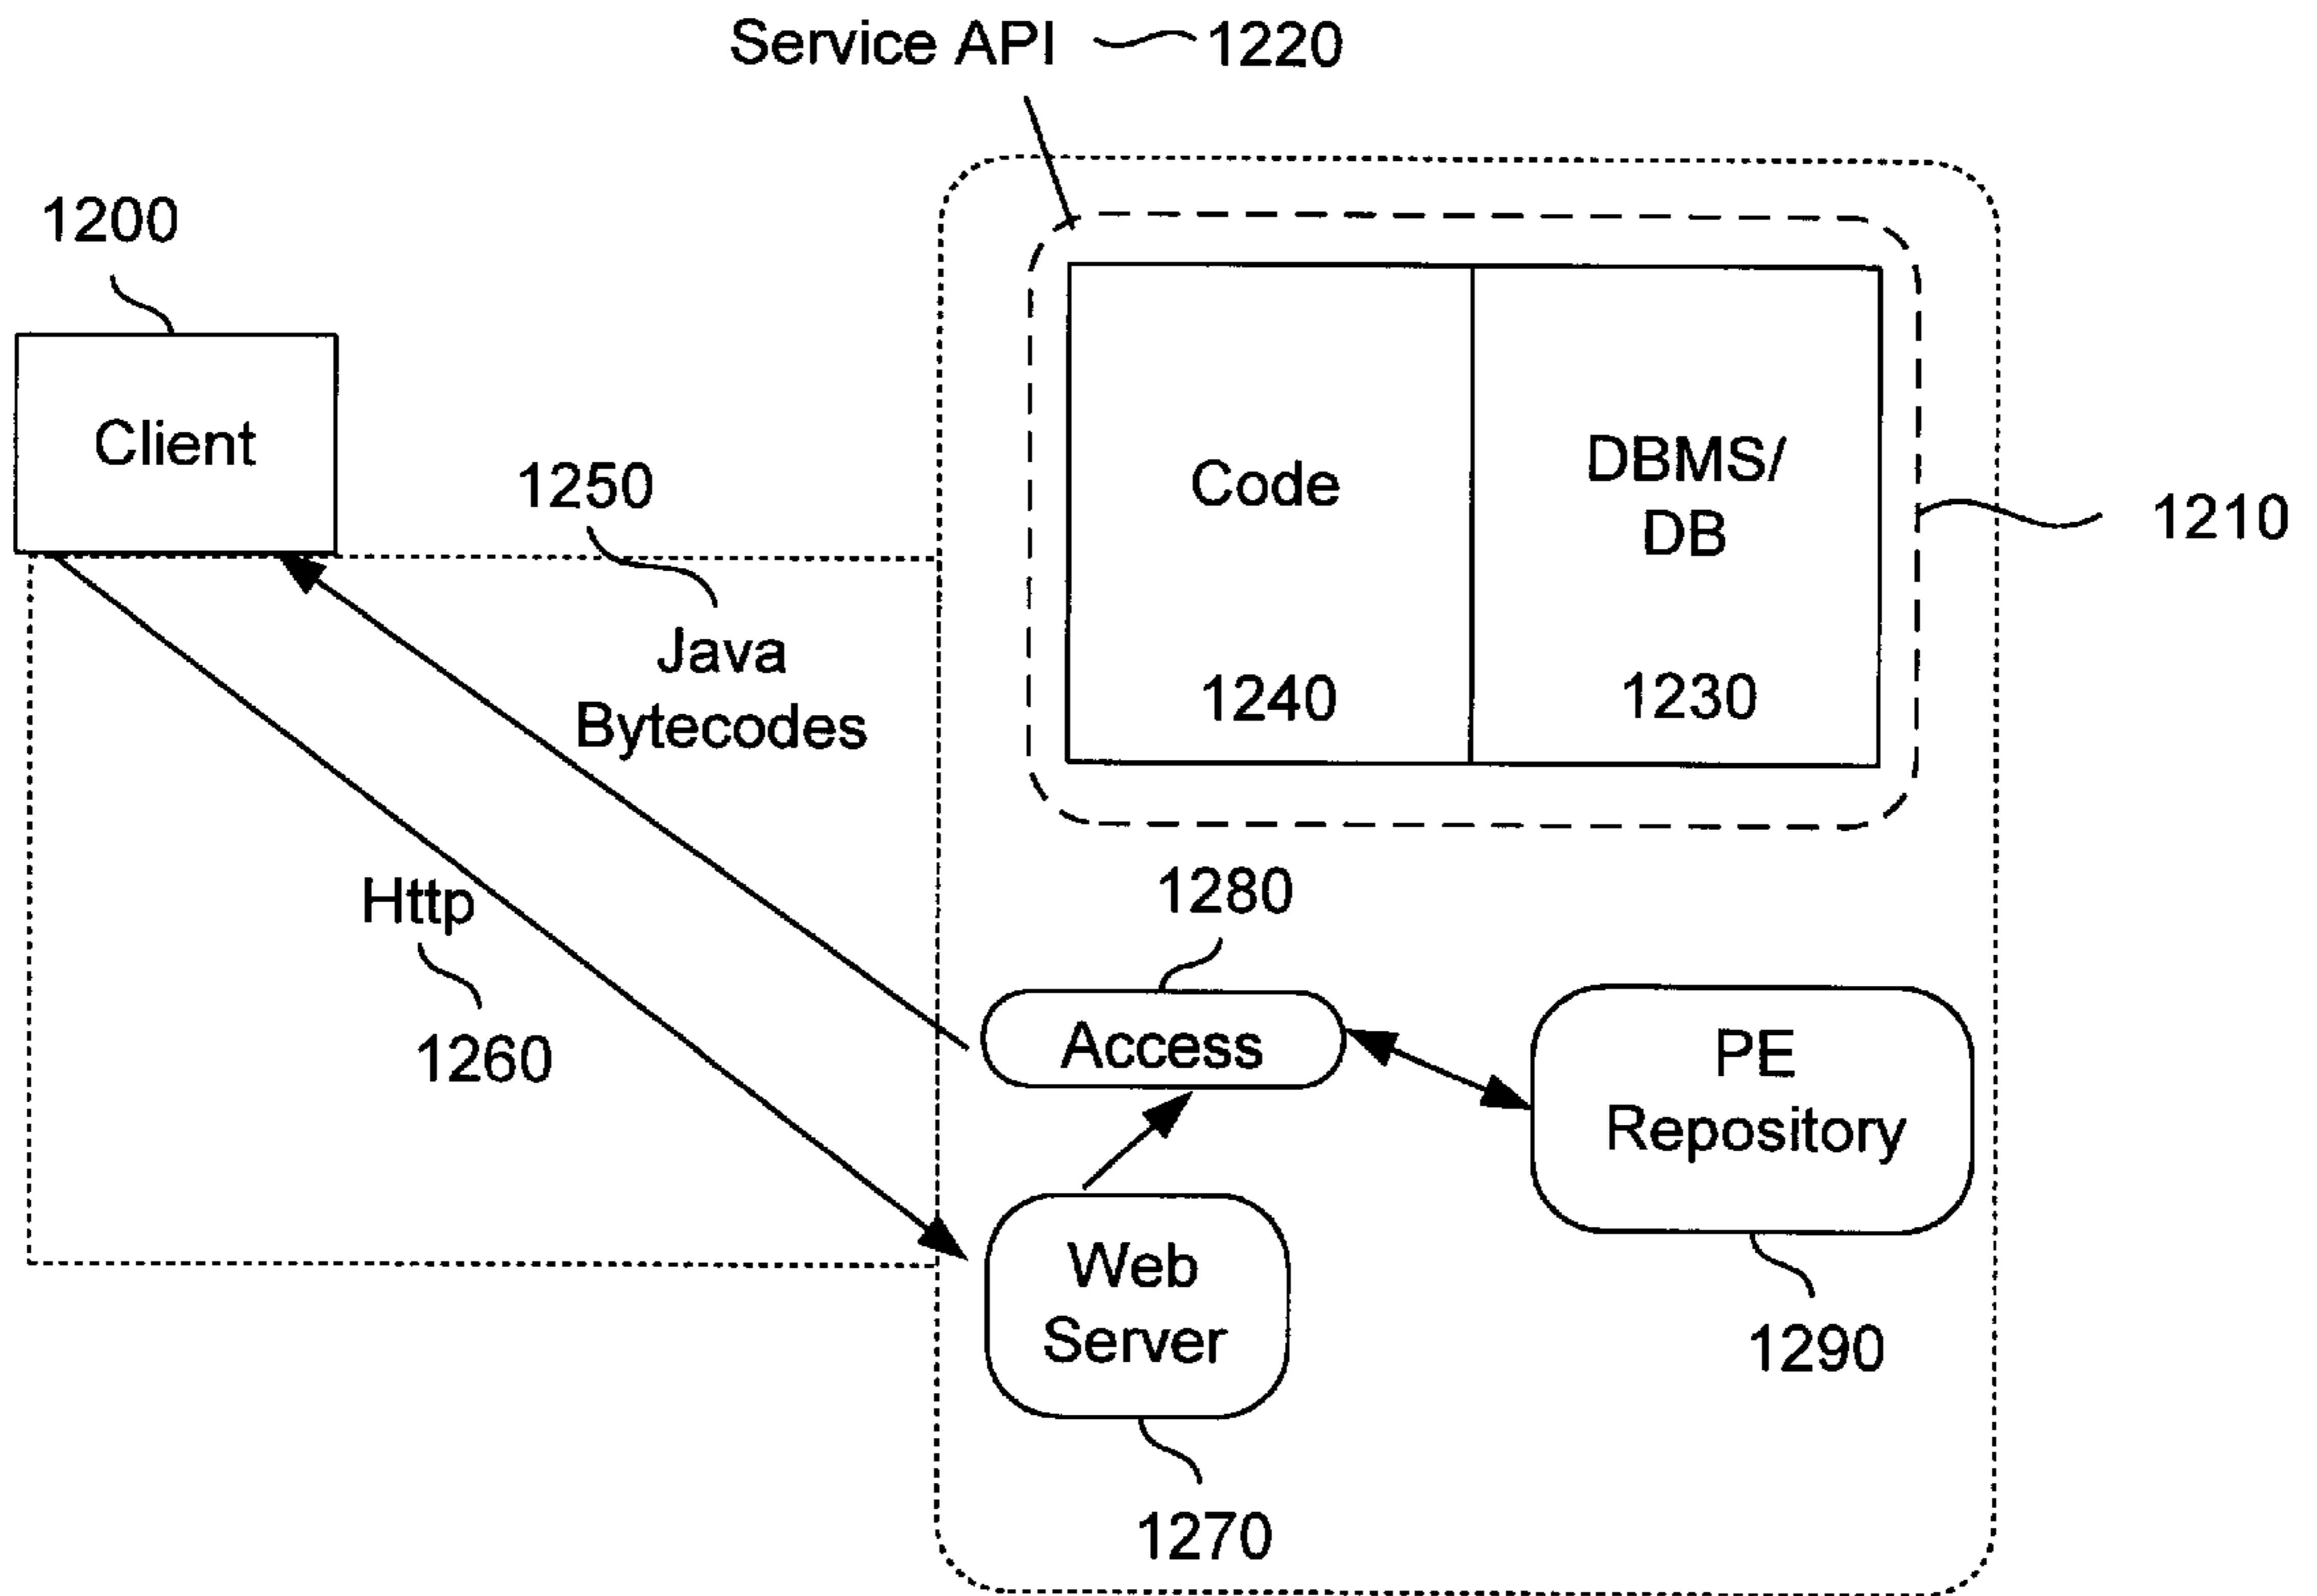 Service API 1220
1200
Client
1250
Code
DBMS/
DB
1210
Java
Bytecodes
1240
1230
Http
1280
1260
Access
PE
Repository
Web
Server
1290
1270